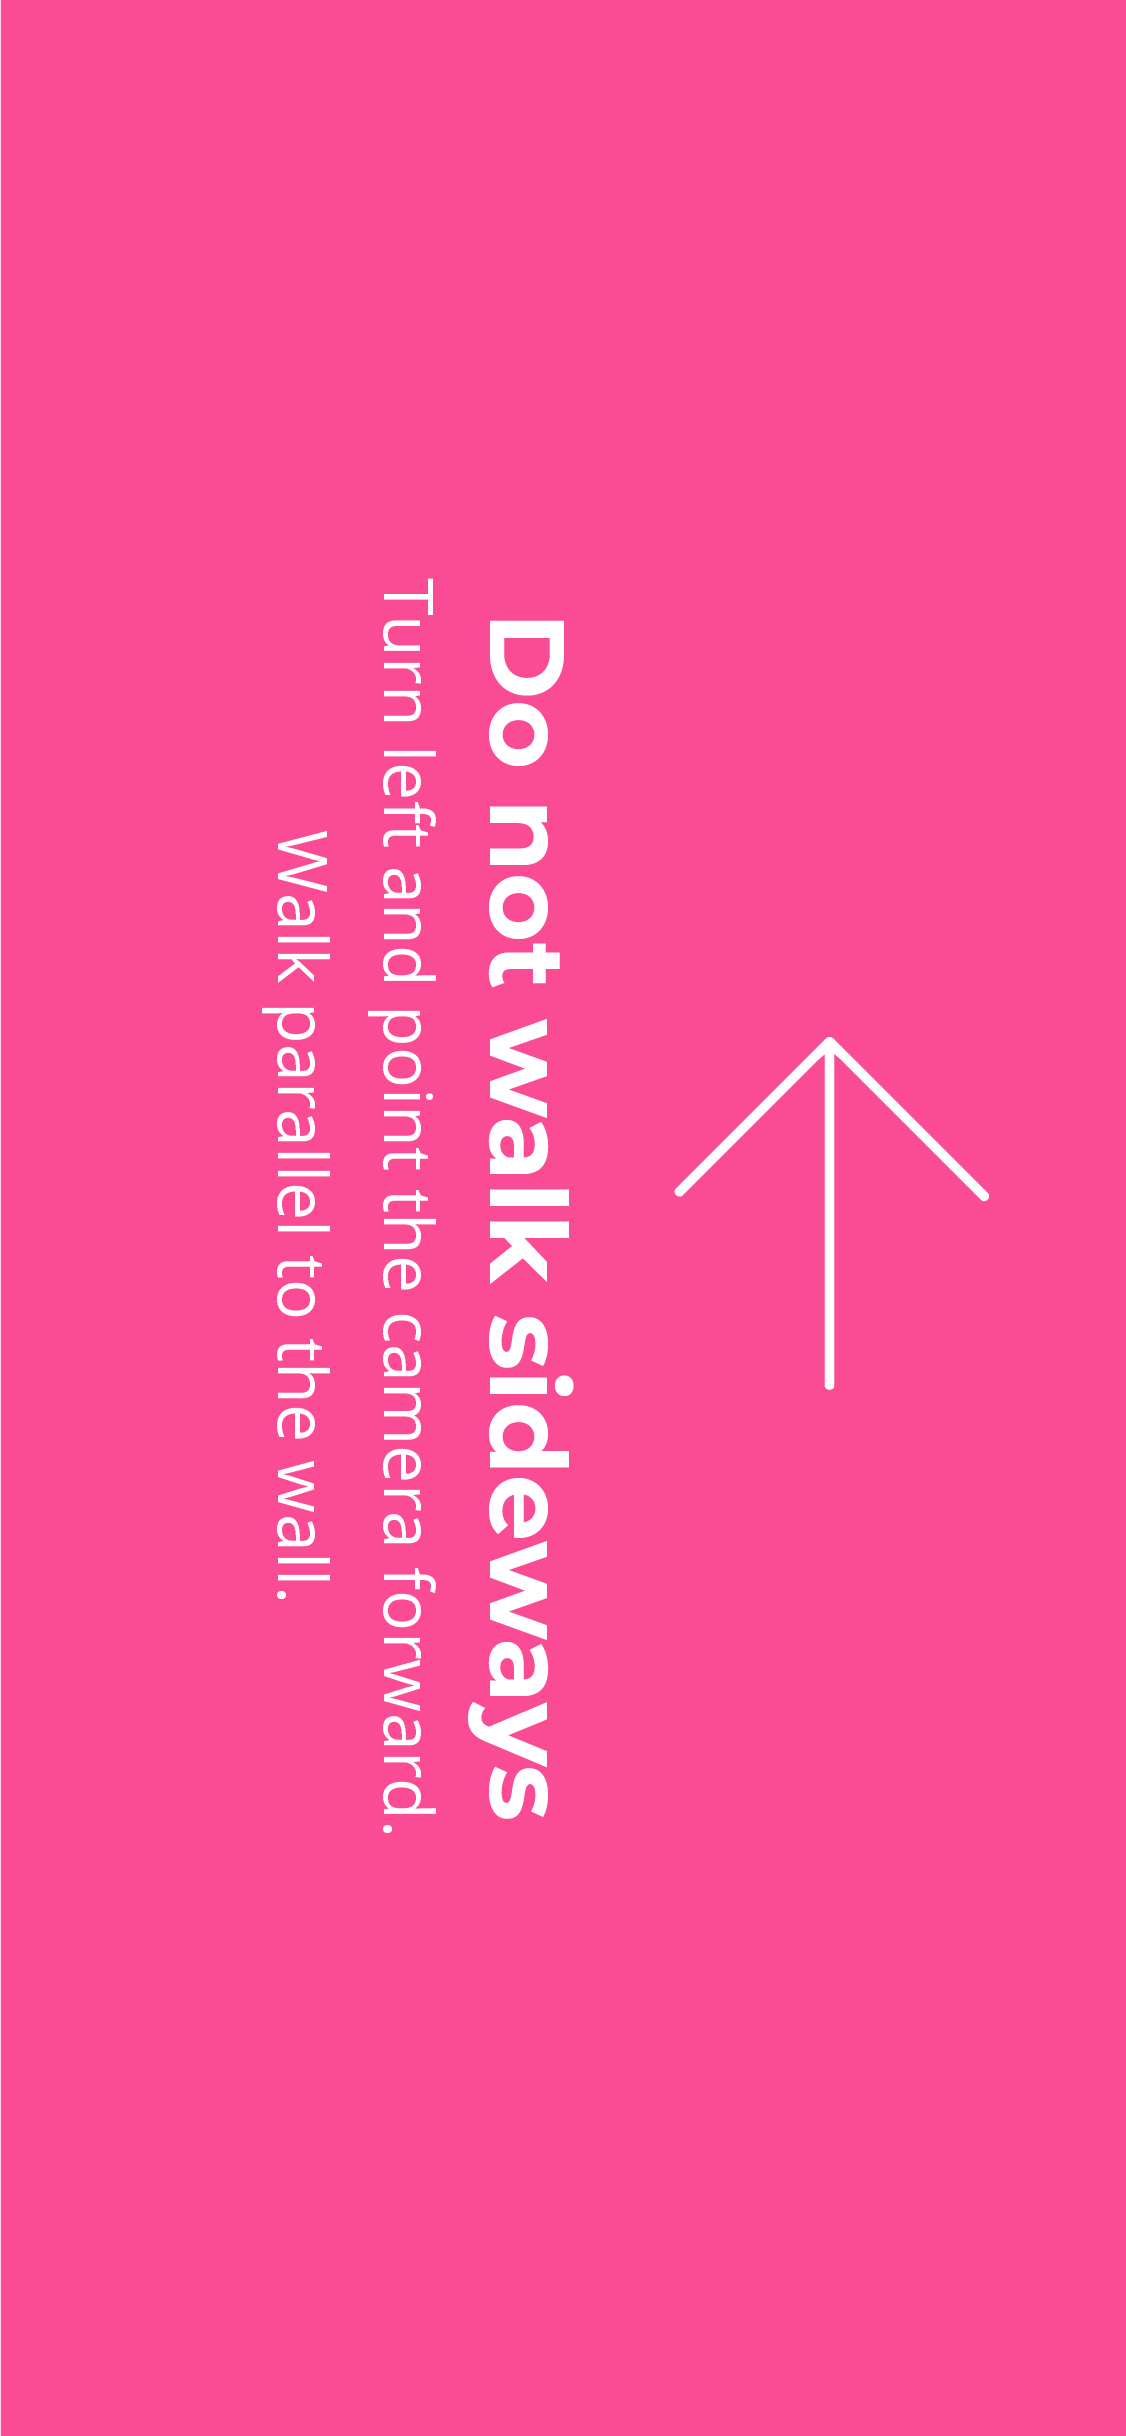 Do not walk sideways
Turn left and point the camera forward.
Walk parallel to the wall.